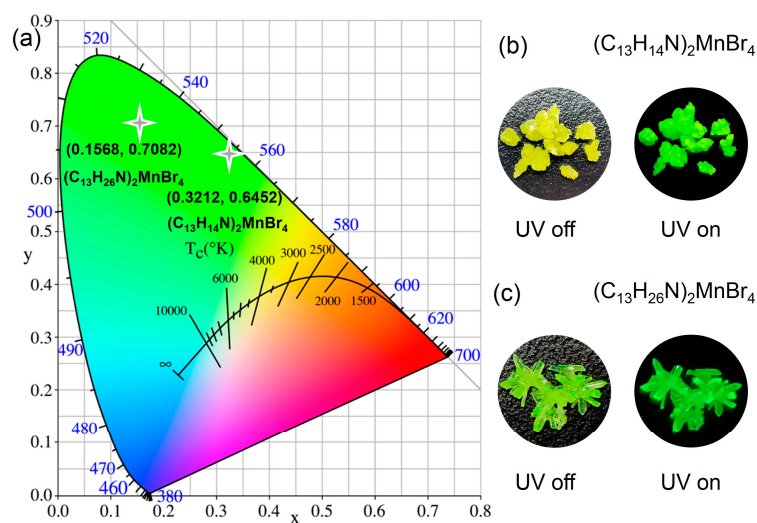 (a)
0.9
0.8
0.7
0.6
0.5
0.4
0.3
0.2
0.1
0.0
y
0.0 0.1 0.2 0.3 0.4 0.5 0.6 0.7 0.8
x
520
540
560
580
600
620
700
500
490
480
470
460
380
(0.1568, 0.7082)
(C₁₃H₂₆N)₂MnBr₄
(0.3212, 0.6452)
(C₁₃H₁₄N)₂MnBr₄
T_C(°K)
∞ 10000 6000 4000 3000 2500 2000 1500
(b) (C₁₃H₁₄N)₂MnBr₄
UV off UV on
(c) (C₁₃H₂₆N)₂MnBr₄
UV off UV on